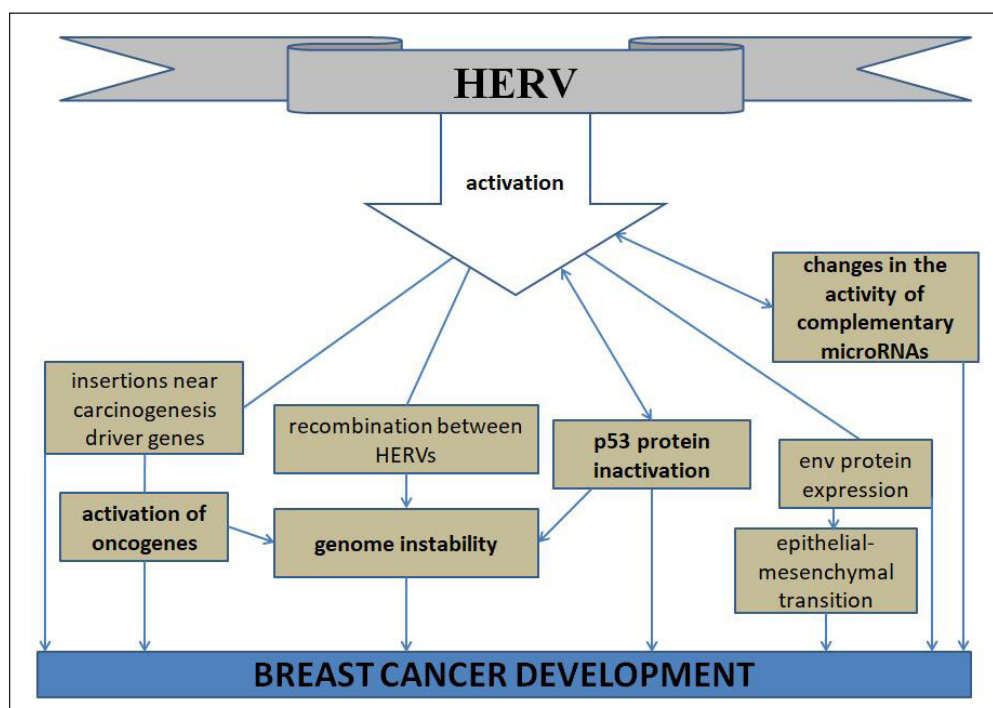 HERV
activation
changes in the
activity of
complementary
microRNAs
insertions near
carcinogenesis
driver genes
recombination between
HERVs
p53 protein
inactivation
env protein
expression
activation of
oncogenes
genome instability
epithelial-
mesenchymal
transition
BREAST CANCER DEVELOPMENT